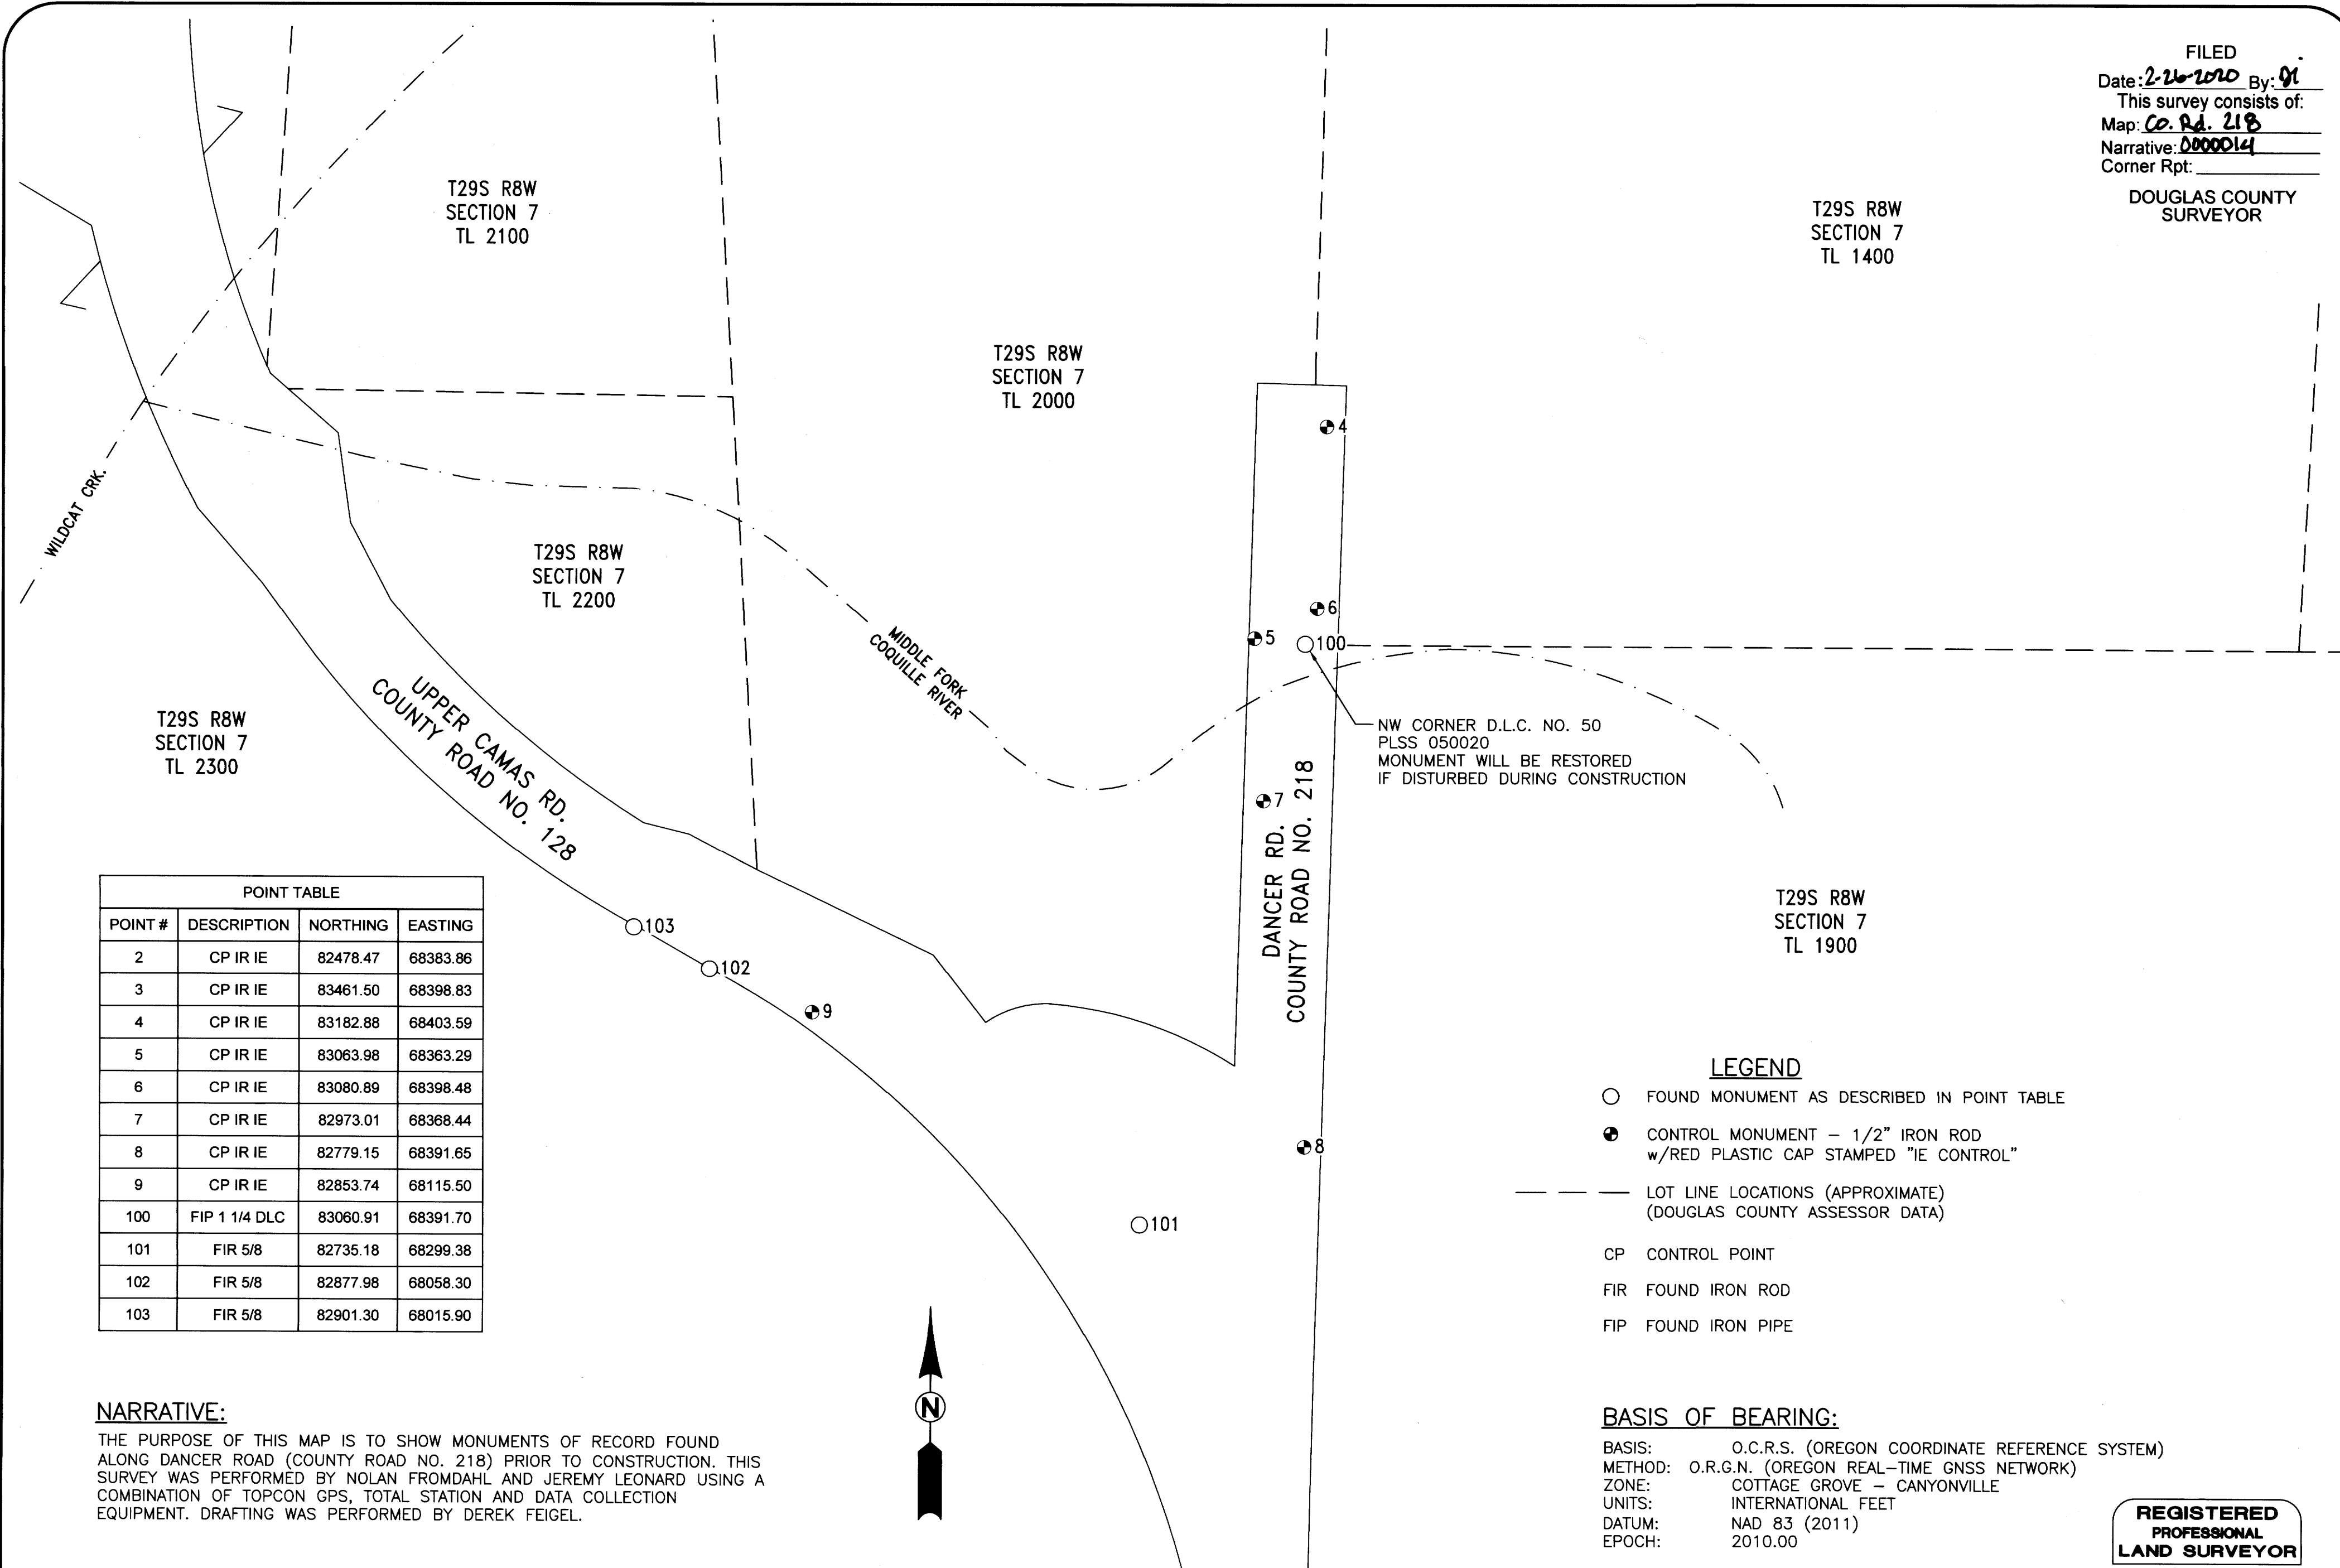 FILED
Date: 2-26-2020 By:
This survey consists of:
Map: Co. Rd. 218
Narrative: 0000014
Corner Rpt:
DOUGLAS COUNTY
SURVEYOR
T29S R8W
SECTION 7
TL 2100
T29S R8W
SECTION 7
TL 1400
T29S R8W
SECTION 7
TL 2000
4
WILDCAT CRK.
T29S R8W
SECTION 7
TL 2200
6
5
100
MIDDLE FORK
COQUILLE RIVER
T29S R8W
SECTION 7
TL 2300
UPPER CAMAS RD.
COUNTY ROAD NO. 128
NW CORNER D.L.C. NO. 50
PLSS 050020
MONUMENT WILL BE RESTORED
IF DISTURBED DURING CONSTRUCTION
7
DANCER RD.
COUNTY ROAD NO. 218
T29S R8W
SECTION 7
TL 1900
103
102
9
8
101
POINT TABLE
POINT # DESCRIPTION NORTHING EASTING
2 CP IR IE 82478.47 68383.86
3 CP IR IE 83461.50 68398.83
4 CP IR IE 83182.88 68403.59
5 CP IR IE 83063.98 68363.29
6 CP IR IE 83080.89 68398.48
7 CP IR IE 82973.01 68368.44
8 CP IR IE 82779.15 68391.65
9 CP IR IE 82853.74 68115.50
100 FIP 1 1/4 DLC 83060.91 68391.70
101 FIR 5/8 82735.18 68299.38
102 FIR 5/8 82877.98 68058.30
103 FIR 5/8 82901.30 68015.90
LEGEND
FOUND MONUMENT AS DESCRIBED IN POINT TABLE
CONTROL MONUMENT – 1/2" IRON ROD
w/RED PLASTIC CAP STAMPED "IE CONTROL"
LOT LINE LOCATIONS (APPROXIMATE)
(DOUGLAS COUNTY ASSESSOR DATA)
CP CONTROL POINT
FIR FOUND IRON ROD
FIP FOUND IRON PIPE
N
NARRATIVE:
THE PURPOSE OF THIS MAP IS TO SHOW MONUMENTS OF RECORD FOUND
ALONG DANCER ROAD (COUNTY ROAD NO. 218) PRIOR TO CONSTRUCTION. THIS
SURVEY WAS PERFORMED BY NOLAN FROMDAHL AND JEREMY LEONARD USING A
COMBINATION OF TOPCON GPS, TOTAL STATION AND DATA COLLECTION
EQUIPMENT. DRAFTING WAS PERFORMED BY DEREK FEIGEL.
BASIS OF BEARING:
BASIS: O.C.R.S. (OREGON COORDINATE REFERENCE SYSTEM)
METHOD: O.R.G.N. (OREGON REAL–TIME GNSS NETWORK)
ZONE: COTTAGE GROVE – CANYONVILLE
UNITS: INTERNATIONAL FEET
DATUM: NAD 83 (2011)
EPOCH: 2010.00
REGISTERED
PROFESSIONAL
LAND SURVEYOR